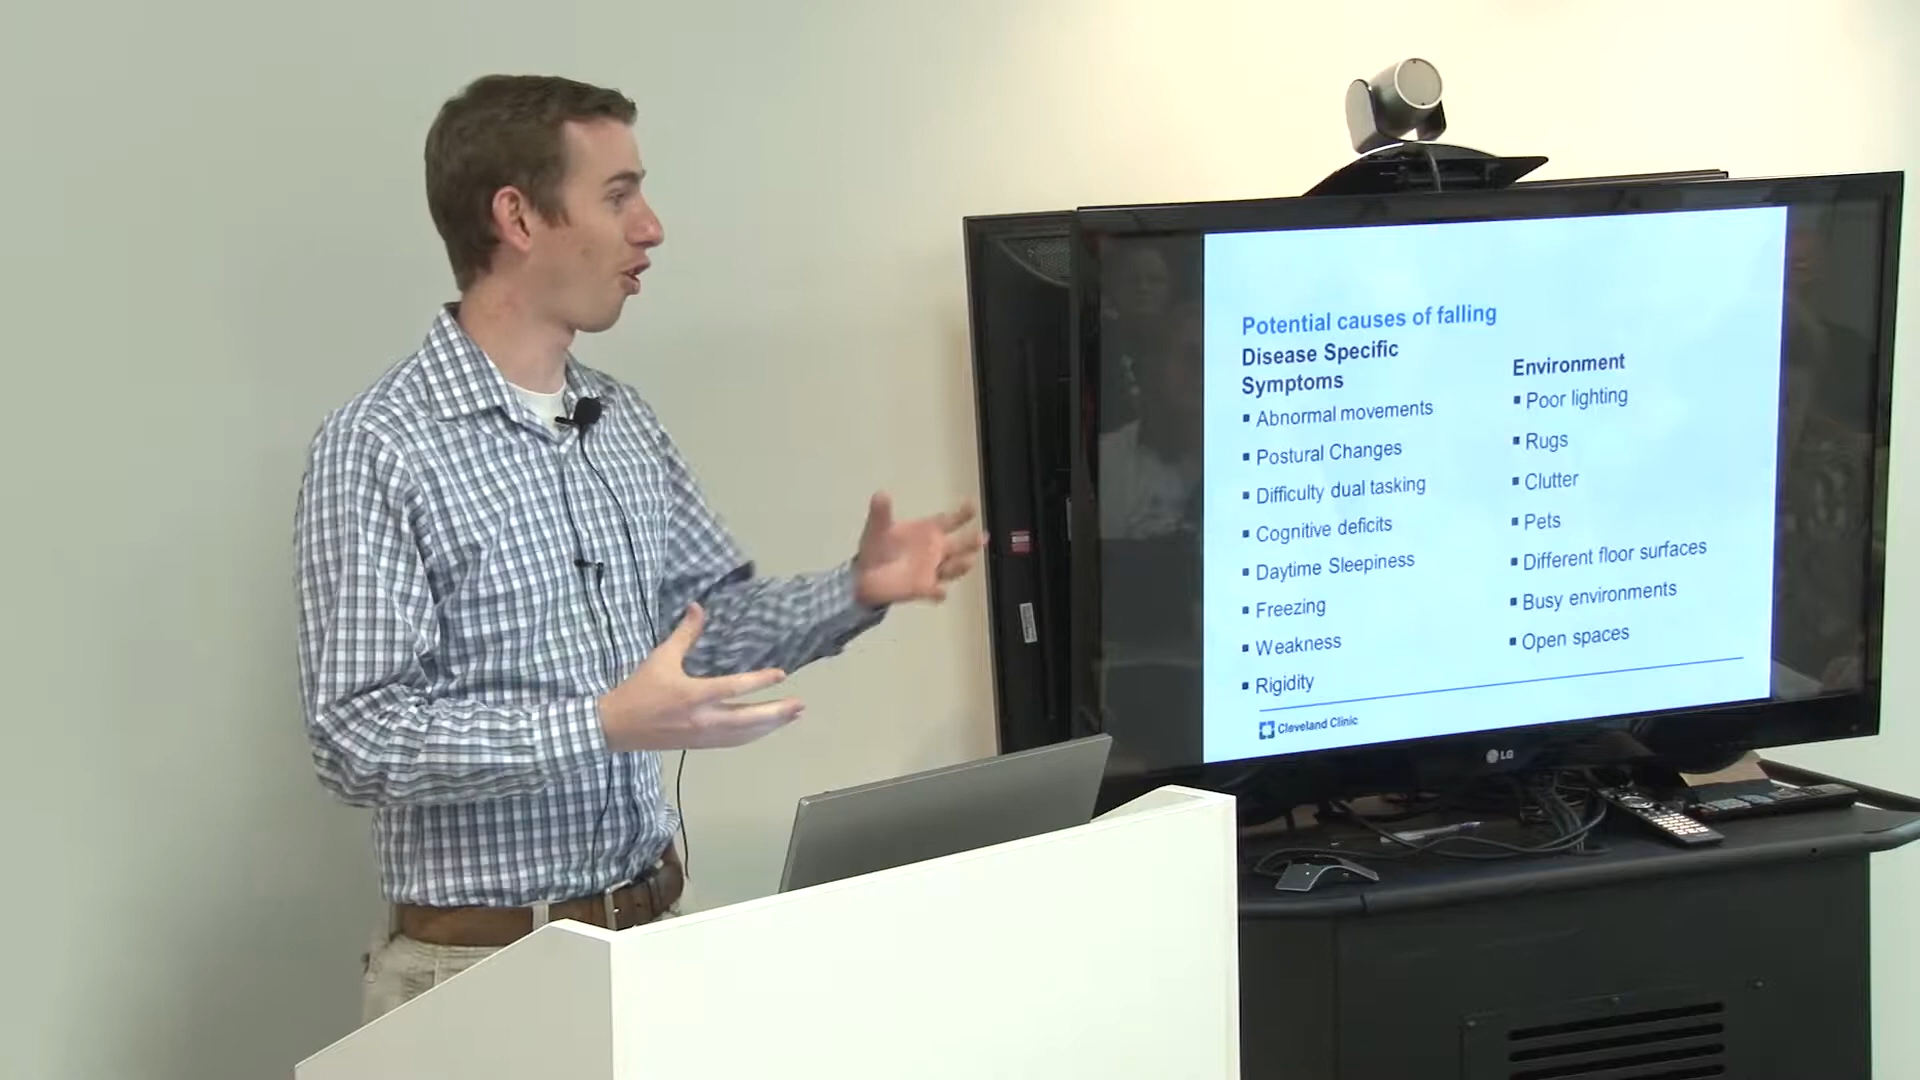 Potential causes of falling
Disease Specific
Symptoms
▪ Abnormal movements
▪ Postural Changes
▪ Difficulty dual tasking
▪ Cognitive deficits
▪ Daytime Sleepiness
▪ Freezing
▪ Weakness
▪ Rigidity
Environment
▪ Poor lighting
▪ Rugs
▪ Clutter
▪ Pets
▪ Different floor surfaces
▪ Busy environments
▪ Open spaces
Cleveland Clinic
LG